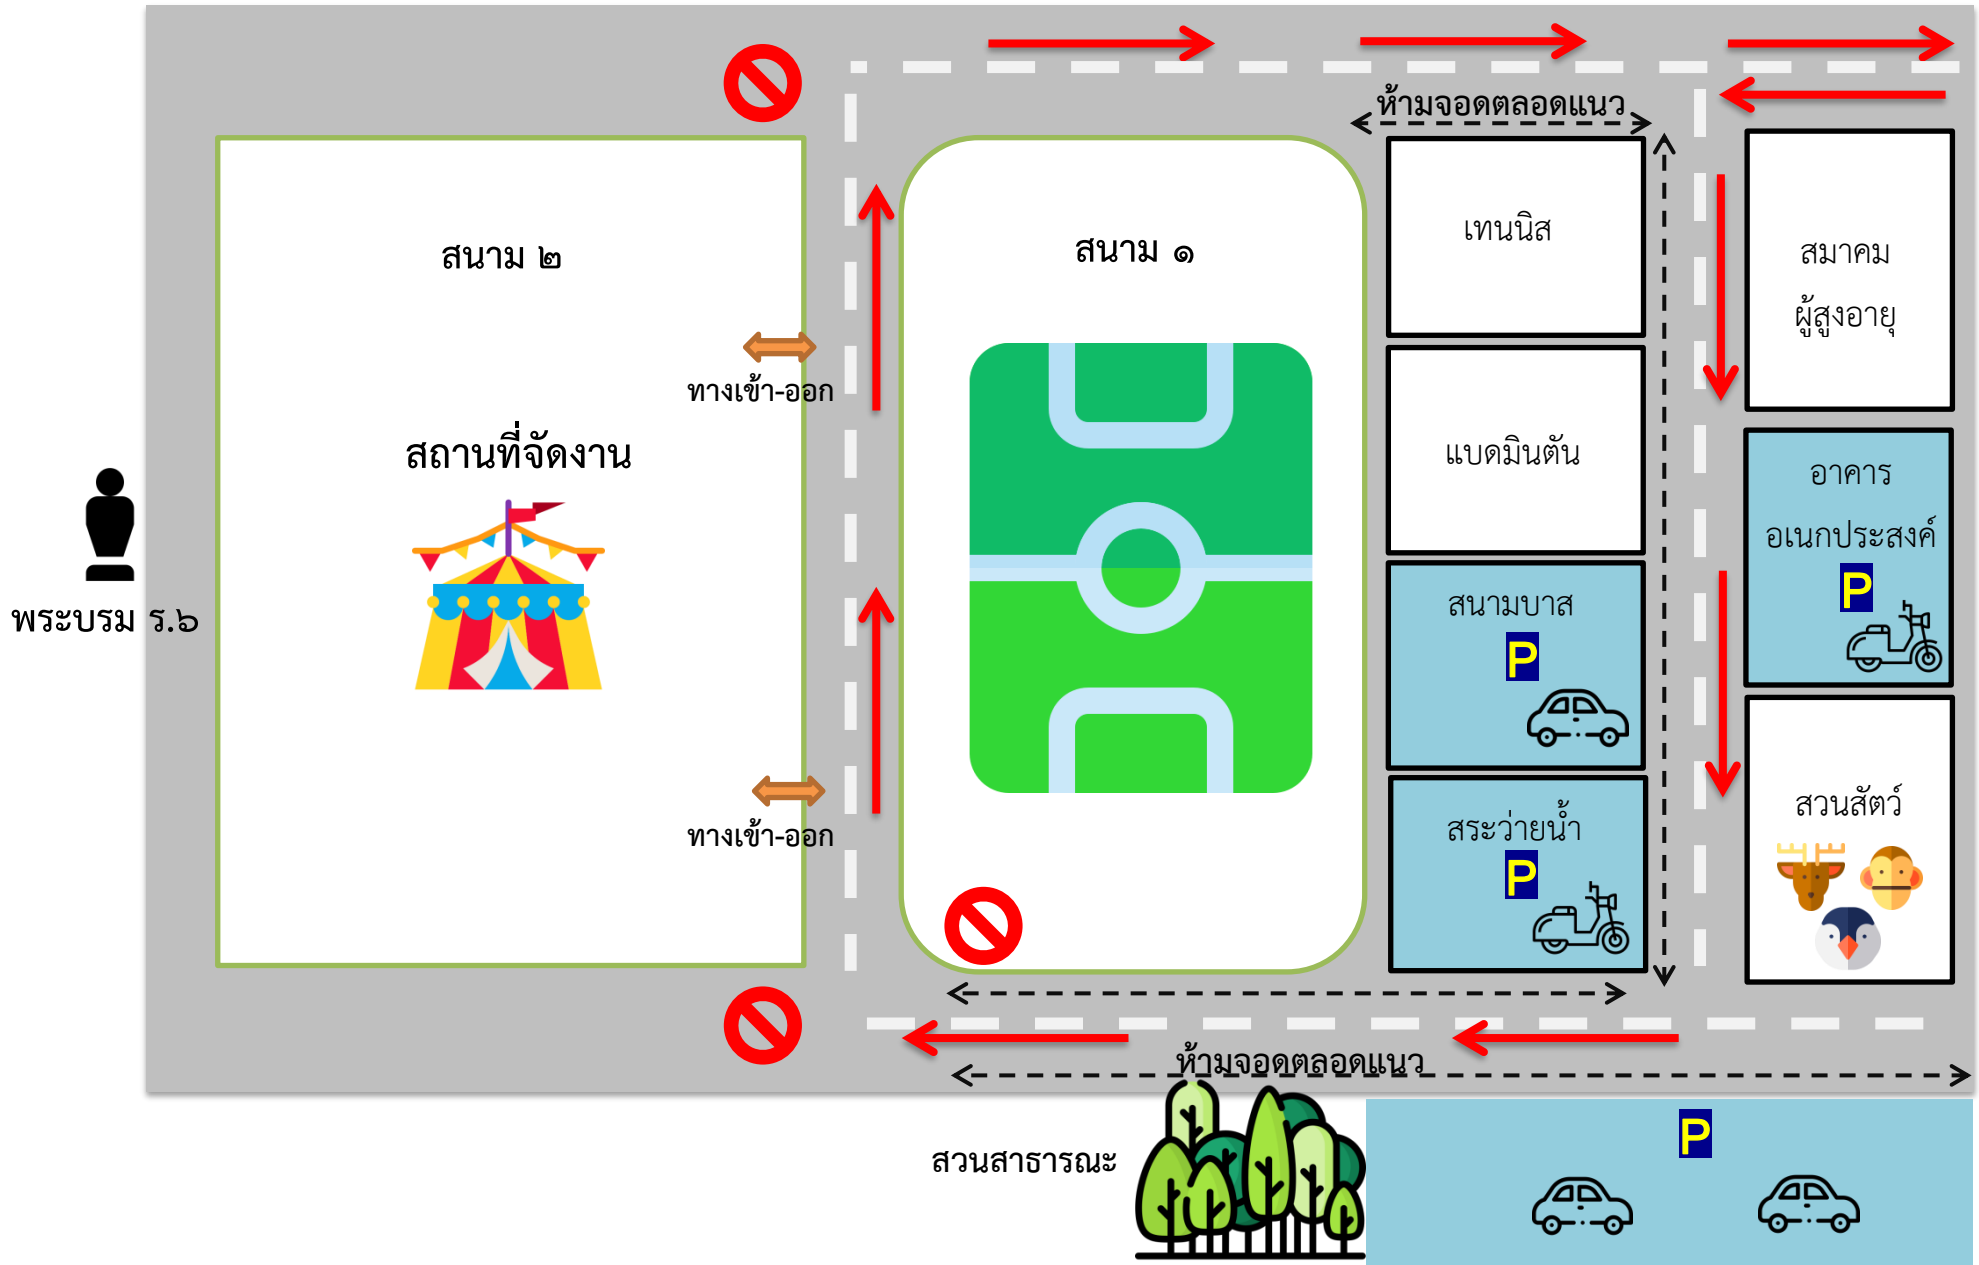 ห้ามจอดตลอดแนว
สนาม ๒
สนาม ๑
เทนนิส
สมาคม
ผู้สูงอายุ
ทางเข้า-ออก
สถานที่จัดงาน
แบดมินตัน
อาคาร
อเนกประสงค์
P
พระบรม ร.๖
สนามบาส
P
ทางเข้า-ออก
สระว่ายน้ำ
P
สวนสัตว์
ห้ามจอดตลอดแนว
สวนสาธารณะ
P